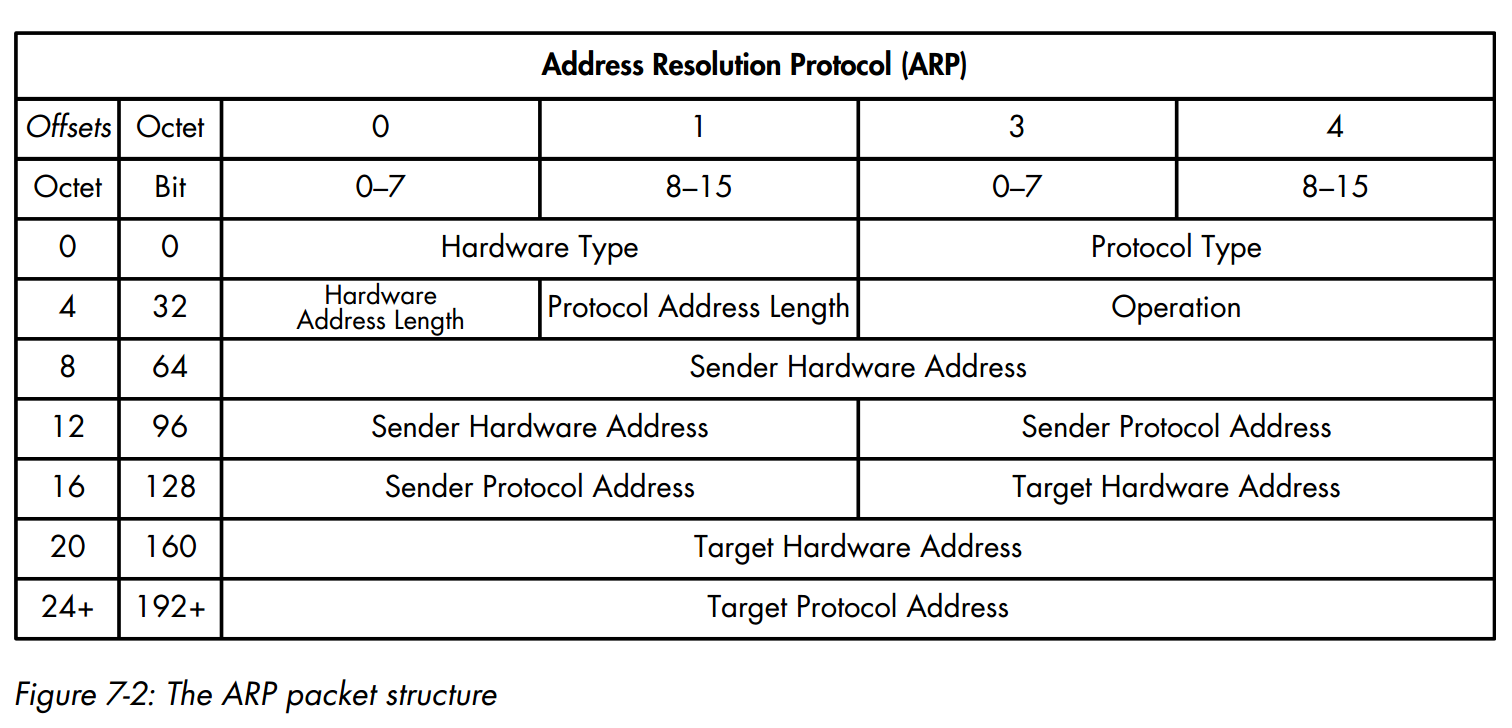 Address Resolution Protocol (ARP)
Offsets Octet 0 1 3 4
Octet Bit 0–7 8–15 0–7 8–15
0 0 Hardware Type Protocol Type
4 32 Hardware Address Length Protocol Address Length Operation
8 64 Sender Hardware Address
12 96 Sender Hardware Address Sender Protocol Address
16 128 Sender Protocol Address Target Hardware Address
20 160 Target Hardware Address
24+ 192+ Target Protocol Address
Figure 7-2: The ARP packet structure